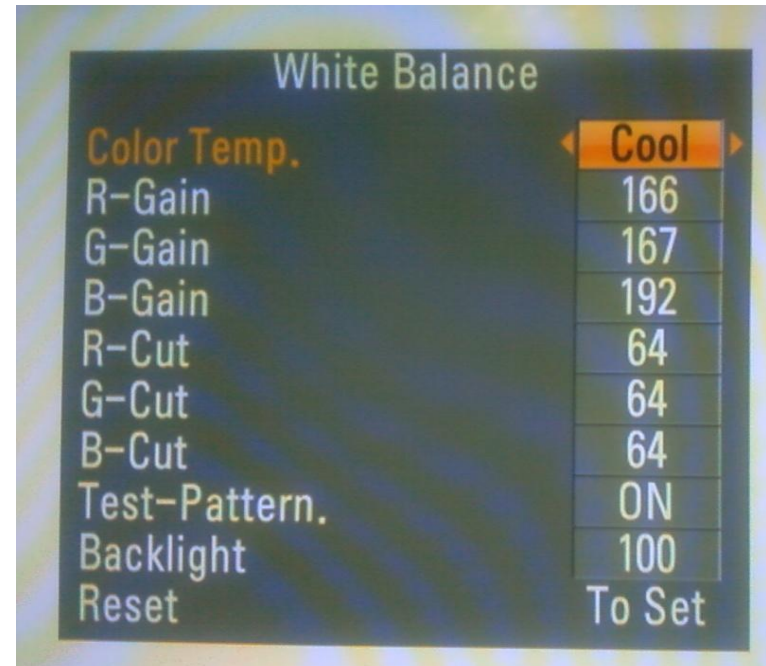 White Balance
Color Temp. Cool
R-Gain 166
G-Gain 167
B-Gain 192
R-Cut 64
G-Cut 64
B-Cut 64
Test-Pattern. ON
Backlight 100
Reset To Set